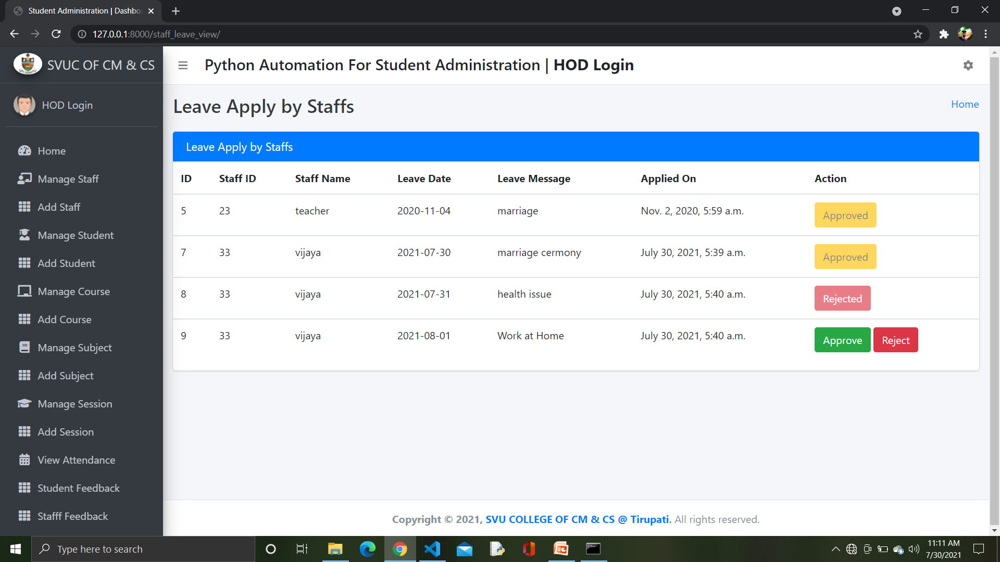 Student Administration | Dashbo
127.0.0.1:8000/staff_leave_view/
SVUC OF CM & CS
Python Automation For Student Administration | HOD Login
HOD Login
Leave Apply by Staffs
Home
Home
Manage Staff
Add Staff
Manage Student
Add Student
Manage Course
Add Course
Manage Subject
Add Subject
Manage Session
Add Session
View Attendance
Student Feedback
Stafff Feedback
Leave Apply by Staffs
ID Staff ID Staff Name Leave Date Leave Message Applied On Action
5 23 teacher 2020-11-04 marriage Nov. 2, 2020, 5:59 a.m. Approved
7 33 vijaya 2021-07-30 marriage cermony July 30, 2021, 5:39 a.m. Approved
8 33 vijaya 2021-07-31 health issue July 30, 2021, 5:40 a.m. Rejected
9 33 vijaya 2021-08-01 Work at Home July 30, 2021, 5:40 a.m. Approve Reject
Copyright © 2021, SVU COLLEGE OF CM & CS @ Tirupati. All rights reserved.
Type here to search
11:11 AM
7/30/2021